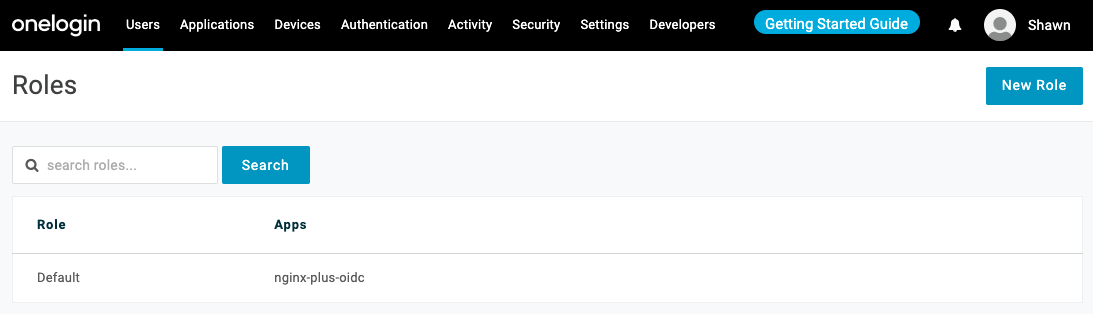 onelogin Users Applications Devices Authentication Activity Security Settings Developers Getting Started Guide Shawn
Roles New Role
search roles... Search
Role Apps
Default nginx-plus-oidc